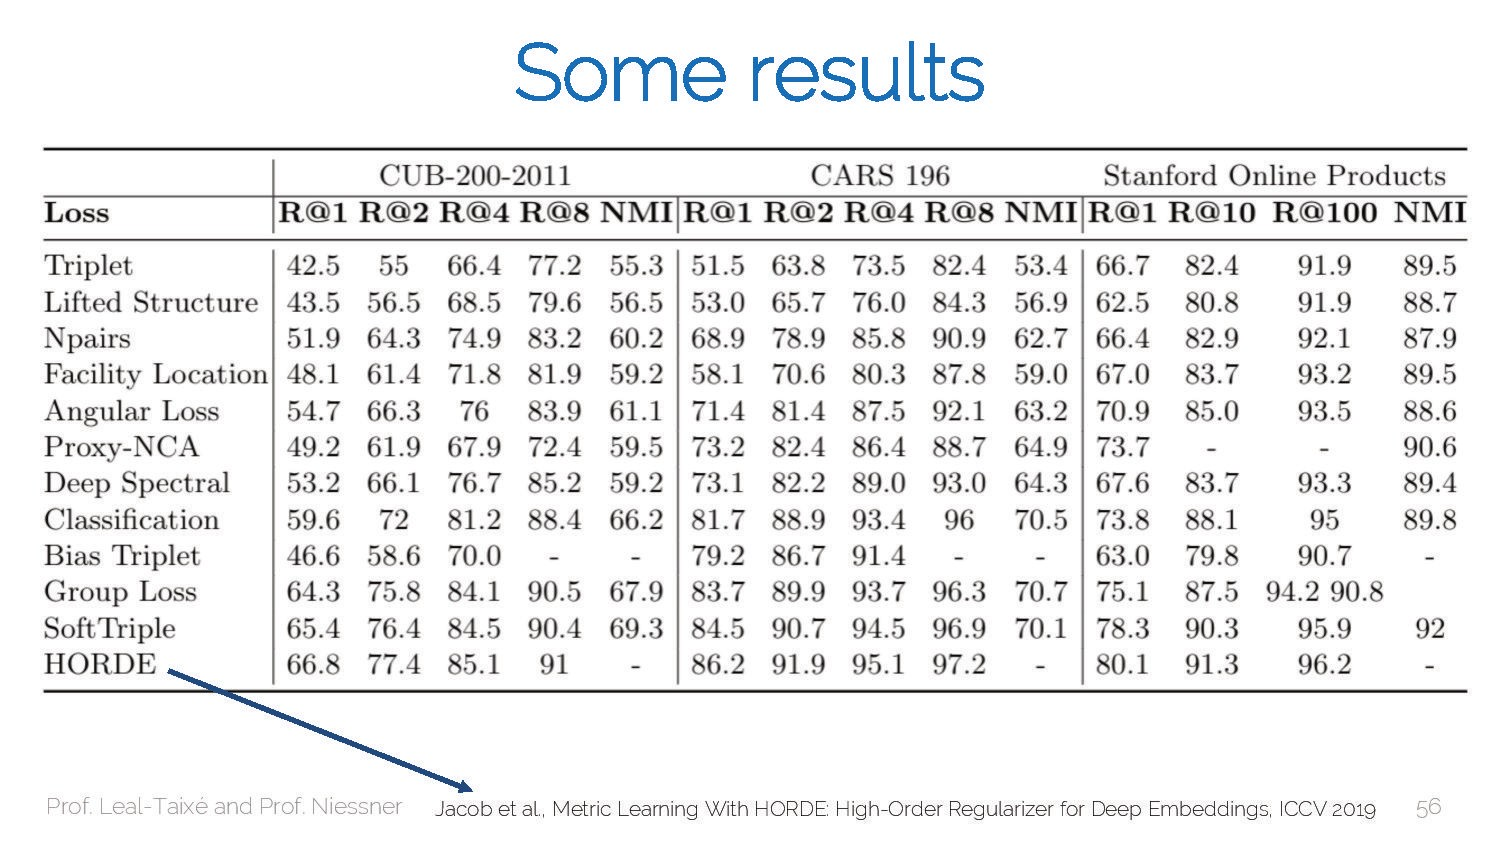 Some results
CUB-200-2011 CARS 196 Stanford Online Products
Loss R@1 R@2 R@4 R@8 NMI R@1 R@2 R@4 R@8 NMI R@1 R@10 R@100 NMI
Triplet 42.5 55 66.4 77.2 55.3 51.5 63.8 73.5 82.4 53.4 66.7 82.4 91.9 89.5
Lifted Structure 43.5 56.5 68.5 79.6 56.5 53.0 65.7 76.0 84.3 56.9 62.5 80.8 91.9 88.7
Npairs 51.9 64.3 74.9 83.2 60.2 68.9 78.9 85.8 90.9 62.7 66.4 82.9 92.1 87.9
Facility Location 48.1 61.4 71.8 81.9 59.2 58.1 70.6 80.3 87.8 59.0 67.0 83.7 93.2 89.5
Angular Loss 54.7 66.3 76 83.9 61.1 71.4 81.4 87.5 92.1 63.2 70.9 85.0 93.5 88.6
Proxy-NCA 49.2 61.9 67.9 72.4 59.5 73.2 82.4 86.4 88.7 64.9 73.7 - - 90.6
Deep Spectral 53.2 66.1 76.7 85.2 59.2 73.1 82.2 89.0 93.0 64.3 67.6 83.7 93.3 89.4
Classification 59.6 72 81.2 88.4 66.2 81.7 88.9 93.4 96 70.5 73.8 88.1 95 89.8
Bias Triplet 46.6 58.6 70.0 - - 79.2 86.7 91.4 - - 63.0 79.8 90.7 -
Group Loss 64.3 75.8 84.1 90.5 67.9 83.7 89.9 93.7 96.3 70.7 75.1 87.5 94.2 90.8
SoftTriple 65.4 76.4 84.5 90.4 69.3 84.5 90.7 94.5 96.9 70.1 78.3 90.3 95.9 92
HORDE 66.8 77.4 85.1 91 - 86.2 91.9 95.1 97.2 - 80.1 91.3 96.2 -
Prof. Leal-Taixé and Prof. Niessner Jacob et al., Metric Learning With HORDE: High-Order Regularizer for Deep Embeddings, ICCV 2019 56